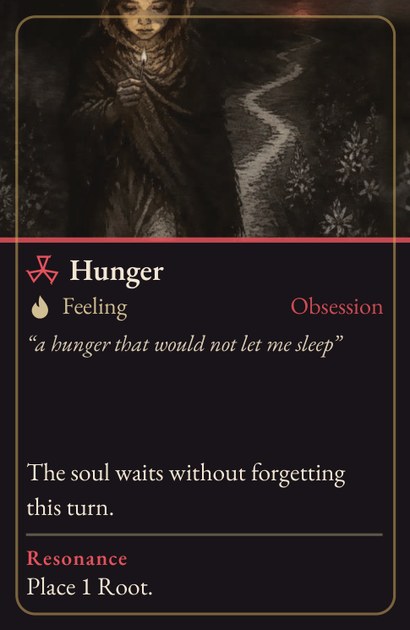 Hunger
Feeling Obsession
“a hunger that would not let me sleep”
The soul waits without forgetting
this turn.
Resonance
Place 1 Root.